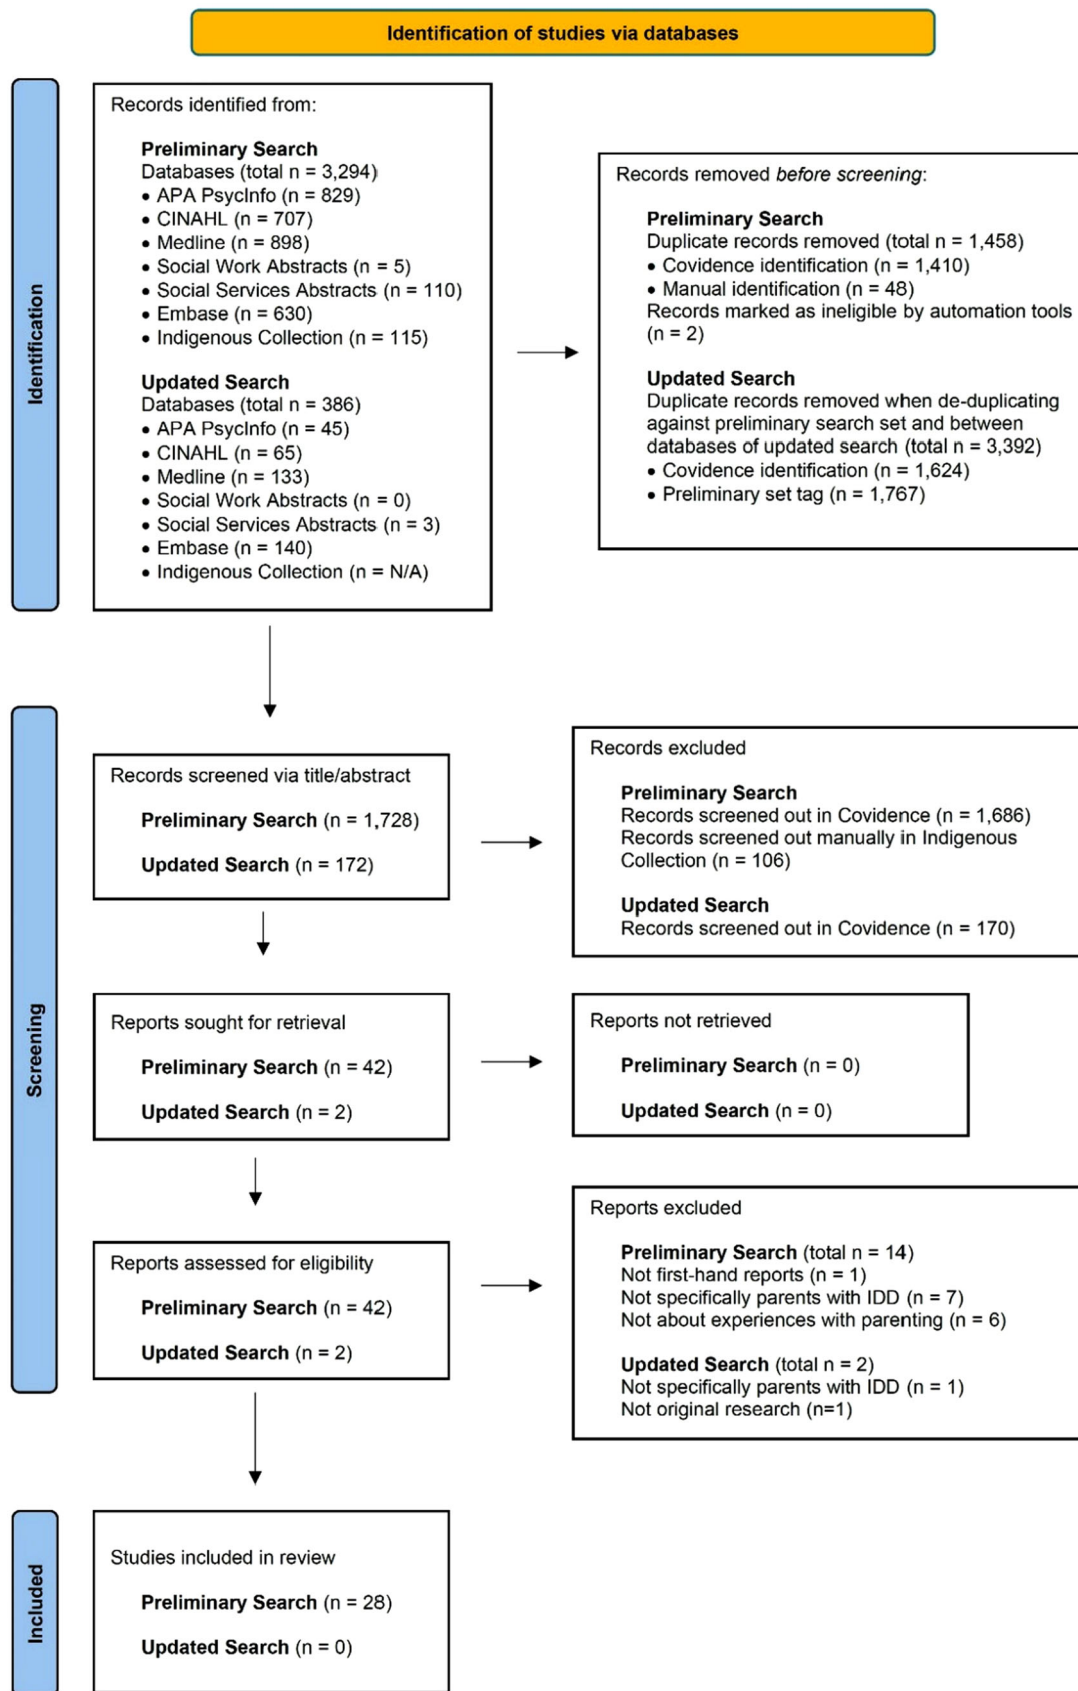 Identification of studies via databases
Identification
Records identified from:
Preliminary Search
Databases (total n = 3,294)
• APA PsycInfo (n = 829)
• CINAHL (n = 707)
• Medline (n = 898)
• Social Work Abstracts (n = 5)
• Social Services Abstracts (n = 110)
• Embase (n = 630)
• Indigenous Collection (n = 115)
Updated Search
Databases (total n = 386)
• APA PsycInfo (n = 45)
• CINAHL (n = 65)
• Medline (n = 133)
• Social Work Abstracts (n = 0)
• Social Services Abstracts (n = 3)
• Embase (n = 140)
• Indigenous Collection (n = N/A)
Records removed before screening:
Preliminary Search
Duplicate records removed (total n = 1,458)
• Covidence identification (n = 1,410)
• Manual identification (n = 48)
Records marked as ineligible by automation tools
(n = 2)
Updated Search
Duplicate records removed when de-duplicating
against preliminary search set and between
databases of updated search (total n = 3,392)
• Covidence identification (n = 1,624)
• Preliminary set tag (n = 1,767)
Screening
Records screened via title/abstract
Preliminary Search (n = 1,728)
Updated Search (n = 172)
Records excluded
Preliminary Search
Records screened out in Covidence (n = 1,686)
Records screened out manually in Indigenous
Collection (n = 106)
Updated Search
Records screened out in Covidence (n = 170)
Reports sought for retrieval
Preliminary Search (n = 42)
Updated Search (n = 2)
Reports not retrieved
Preliminary Search (n = 0)
Updated Search (n = 0)
Reports assessed for eligibility
Preliminary Search (n = 42)
Updated Search (n = 2)
Reports excluded
Preliminary Search (total n = 14)
Not first-hand reports (n = 1)
Not specifically parents with IDD (n = 7)
Not about experiences with parenting (n = 6)
Updated Search (total n = 2)
Not specifically parents with IDD (n = 1)
Not original research (n=1)
Included
Studies included in review
Preliminary Search (n = 28)
Updated Search (n = 0)